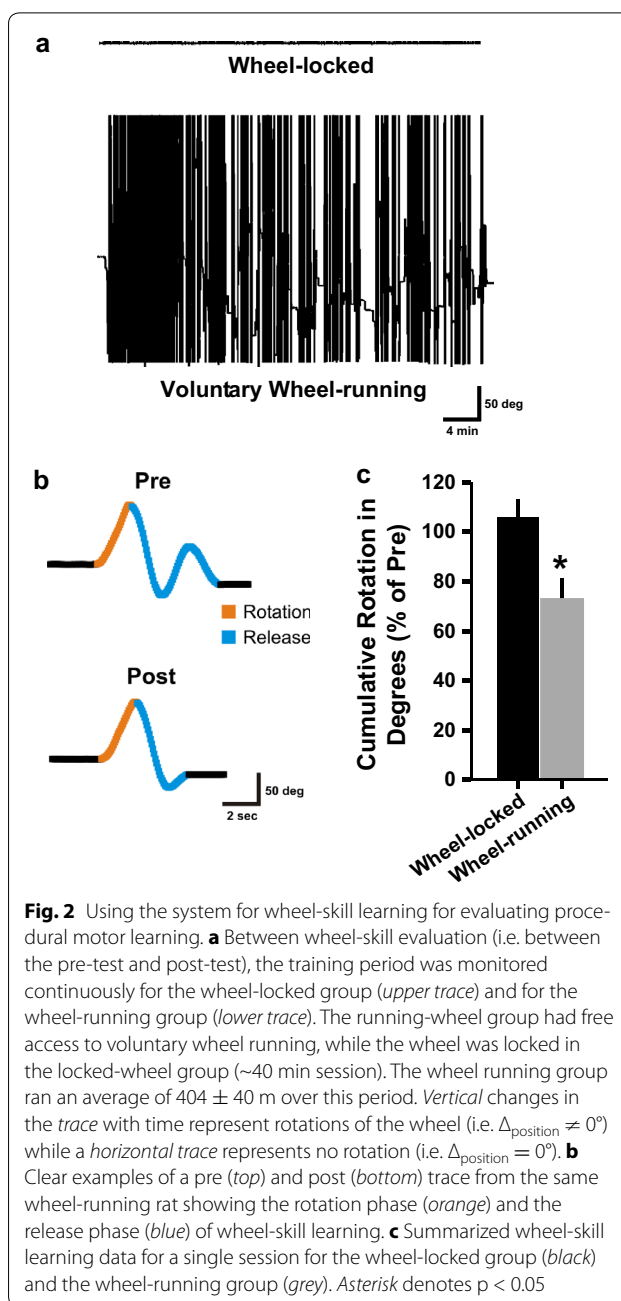 a
Wheel-locked
Voluntary Wheel-running
50 deg
4 min
b
Pre
Rotation
Release
Post
50 deg
2 sec
c
Cumulative Rotation in
Degrees (% of Pre)
120
100
80
60
40
20
0
*
Wheel-locked
Wheel-running
Fig. 2 Using the system for wheel-skill learning for evaluating proce-
dural motor learning. a Between wheel-skill evaluation (i.e. between
the pre-test and post-test), the training period was monitored
continuously for the wheel-locked group (upper trace) and for the
wheel-running group (lower trace). The running-wheel group had free
access to voluntary wheel running, while the wheel was locked in
the locked-wheel group (~40 min session). The wheel running group
ran an average of 404 ± 40 m over this period. Vertical changes in
the trace with time represent rotations of the wheel (i.e. Δposition ≠ 0°)
while a horizontal trace represents no rotation (i.e. Δposition = 0°). b
Clear examples of a pre (top) and post (bottom) trace from the same
wheel-running rat showing the rotation phase (orange) and the
release phase (blue) of wheel-skill learning. c Summarized wheel-skill
learning data for a single session for the wheel-locked group (black)
and the wheel-running group (grey). Asterisk denotes p < 0.05